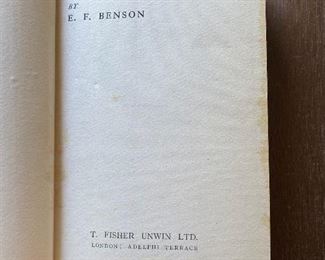 BY
E. F. BENSON
T. FISHER UNWIN LTD.
LONDON: ADELPHI TERRACE